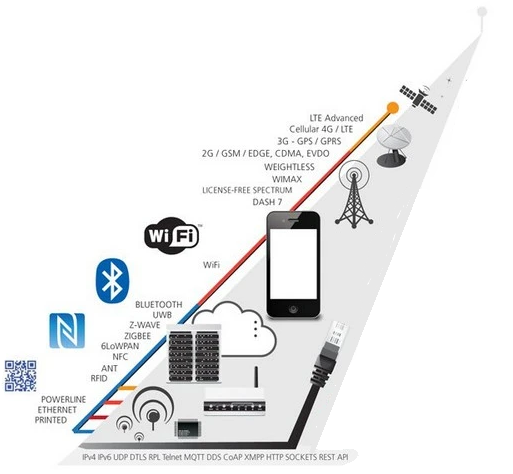 LTE Advanced
Cellular 4G / LTE
3G - GPS / GPRS
2G / GSM / EDGE, CDMA, EVDO
WEIGHTLESS
WIMAX
LICENSE-FREE SPECTRUM
DASH 7
Wi Fi
WiFi
BLUETOOTH
UWB
Z-WAVE
ZIGBEE
6LoWPAN
NFC
ANT
RFID
POWERLINE
ETHERNET
PRINTED
IPv4 IPv6 UDP DTLS RPL Telnet MQTT DDS CoAP XMPP HTTP SOCKETS REST API